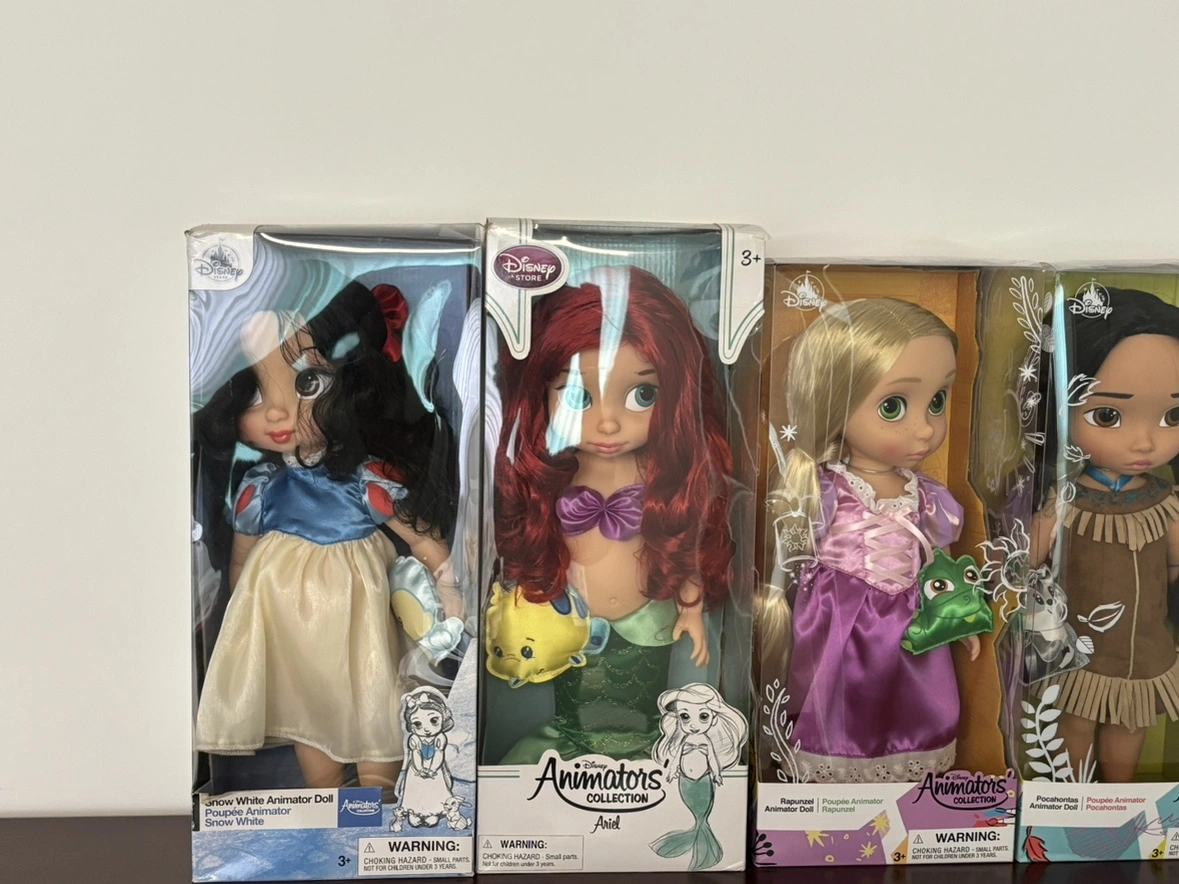 Disney
STORE
Snow White Animator Doll
Poupée Animator
Snow White
Animators'
COLLECTION
3+
WARNING:
CHOKING HAZARD - SMALL PARTS.
NOT FOR CHILDREN UNDER 3 YEARS.
Disney
STORE
3+
Disney
Animators'
COLLECTION
Ariel
WARNING:
CHOKING HAZARD - Small parts.
Not for children under 3 years.
Disney
Disney
Animators'
COLLECTION
Rapunzel
Animator Doll
Poupée Animator
Rapunzel
3+
WARNING:
CHOKING HAZARD - SMALL PARTS.
NOT FOR CHILDREN UNDER 3 YEARS.
Disney
Pocahontas
Animator Doll
Poupée Animator
Pocahontas
3+